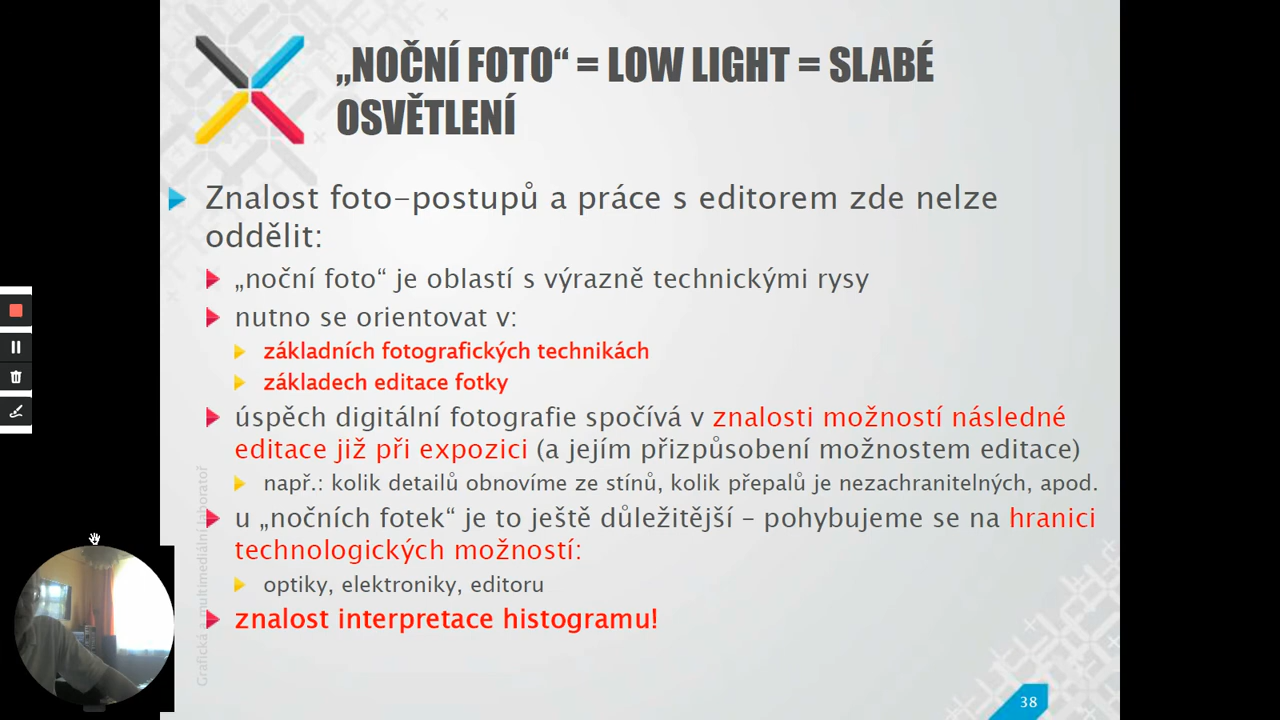 „NOČNÍ FOTO“ = LOW LIGHT = SLABÉ
OSVĚTLENÍ
Znalost foto-postupů a práce s editorem zde nelze
oddělit:
„noční foto“ je oblastí s výrazně technickými rysy
nutno se orientovat v:
základních fotografických technikách
základech editace fotky
úspěch digitální fotografie spočívá v znalosti možností následné
editace již při expozici (a jejím přizpůsobení možnostem editace)
např.: kolik detailů obnovíme ze stínů, kolik přepalů je nezachranitelných, apod.
u „nočních fotek“ je to ještě důležitější – pohybujeme se na hranici
technologických možností:
optiky, elektroniky, editoru
znalost interpretace histogramu!
Grafická a multimediální laboratoř
38